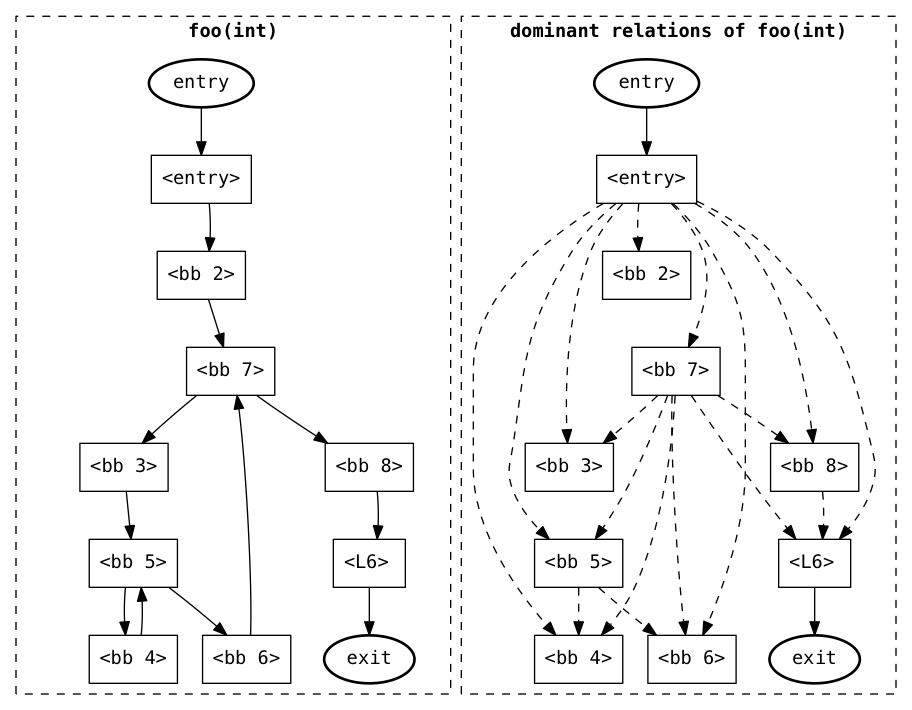 foo(int)
entry
<entry>
<bb 2>
<bb 7>
<bb 3>
<bb 8>
<bb 5>
<L6>
<bb 4>
<bb 6>
exit
dominant relations of foo(int)
entry
<entry>
<bb 2>
<bb 7>
<bb 3>
<bb 8>
<bb 5>
<L6>
<bb 4>
<bb 6>
exit